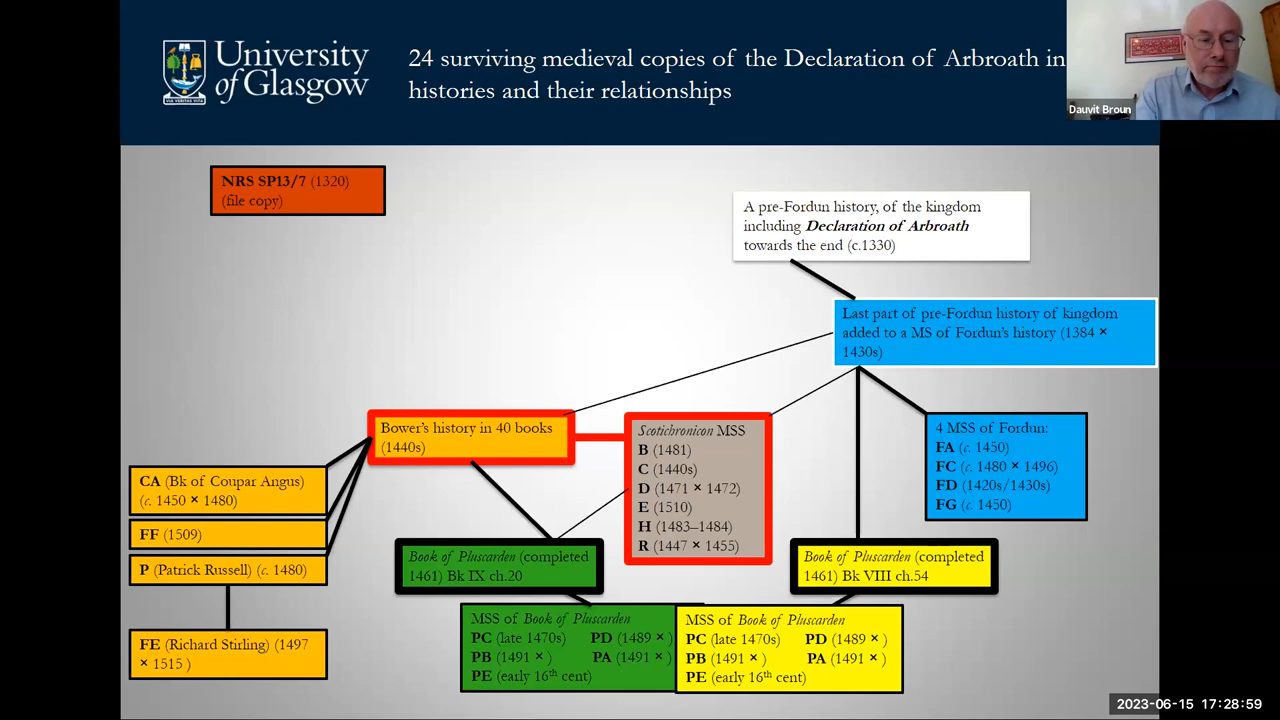 University
of Glasgow
VIA VERITAS VITA
24 surviving medieval copies of the Declaration of Arbroath in
histories and their relationships
Dauvit Broun
NRS SP13/7 (1320)
(file copy)
A pre-Fordun history, of the kingdom
including Declaration of Arbroath
towards the end (c.1330)
Last part of pre-Fordun history of kingdom
added to a MS of Fordun's history (1384 ×
1430s)
Bower's history in 40 books
(1440s)
Scotichronicon MSS
B (1481)
C (1440s)
D (1471 × 1472)
E (1510)
H (1483–1484)
R (1447 × 1455)
4 MSS of Fordun:
FA (c. 1450)
FC (c. 1480 × 1496)
FD (1420s/1430s)
FG (c. 1450)
CA (Bk of Coupar Angus)
(c. 1450 × 1480)
FF (1509)
P (Patrick Russell) (c. 1480)
FE (Richard Stirling) (1497
× 1515 )
Book of Pluscarden (completed
1461) Bk IX ch.20
Book of Pluscarden (completed
1461) Bk VIII ch.54
MSS of Book of Pluscarden
PC (late 1470s) PD (1489 × )
PB (1491 × ) PA (1491 × )
PE (early 16th cent)
MSS of Book of Pluscarden
PC (late 1470s) PD (1489 × )
PB (1491 × ) PA (1491 × )
PE (early 16th cent)
2023-06-15 17:28:59